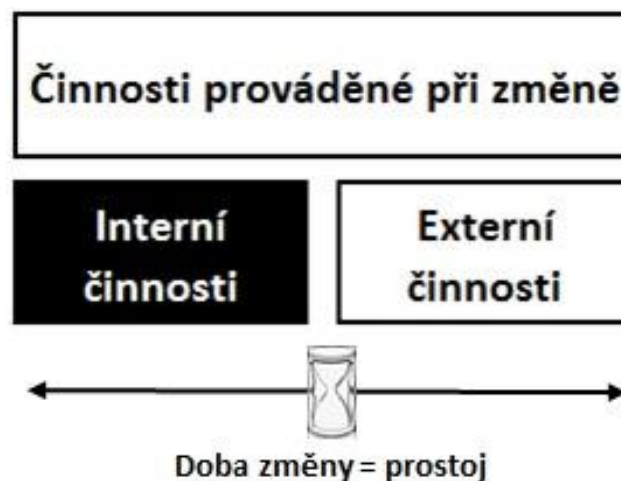 Činnosti prováděné při změně
Interní
činnosti
Externí
činnosti
Doba změny = prostoj